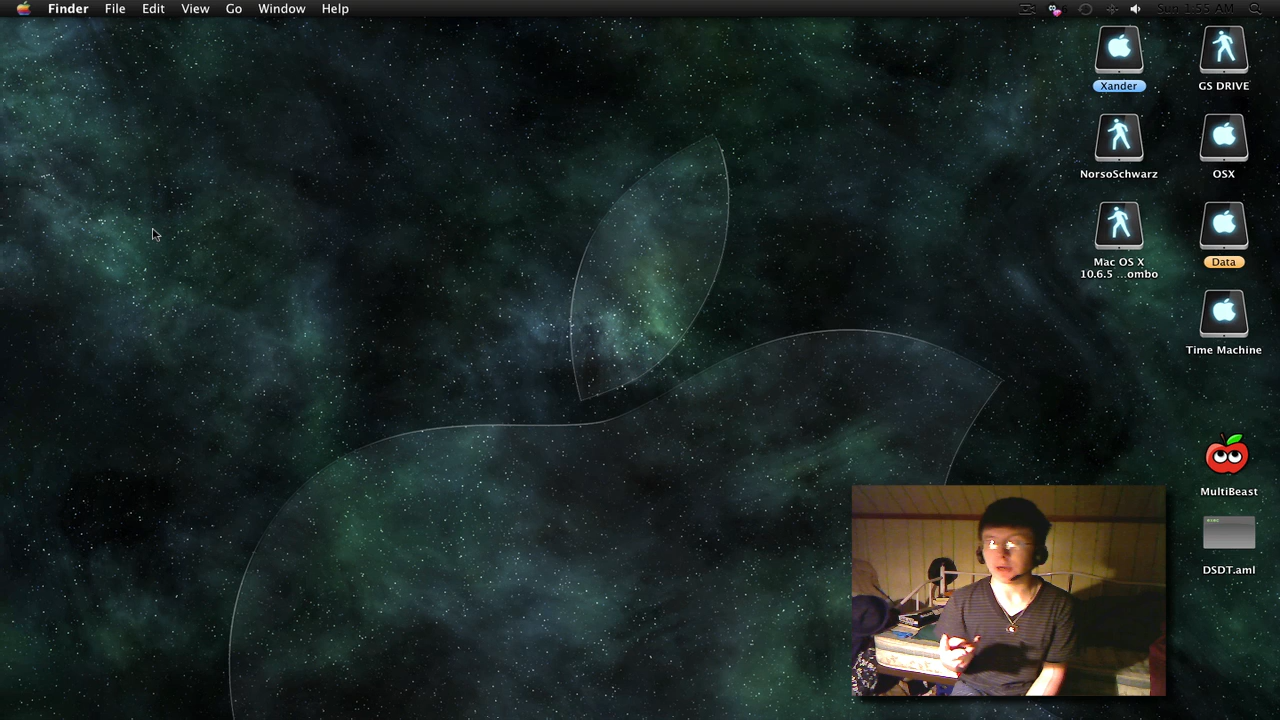 Finder File Edit View Go Window Help
Sun 1:55 AM
Xander
GS DRIVE
NorsoSchwarz
OSX
Mac OS X
10.6.5 ...ombo
Data
Time Machine
MultiBeast
exec
DSDT.aml